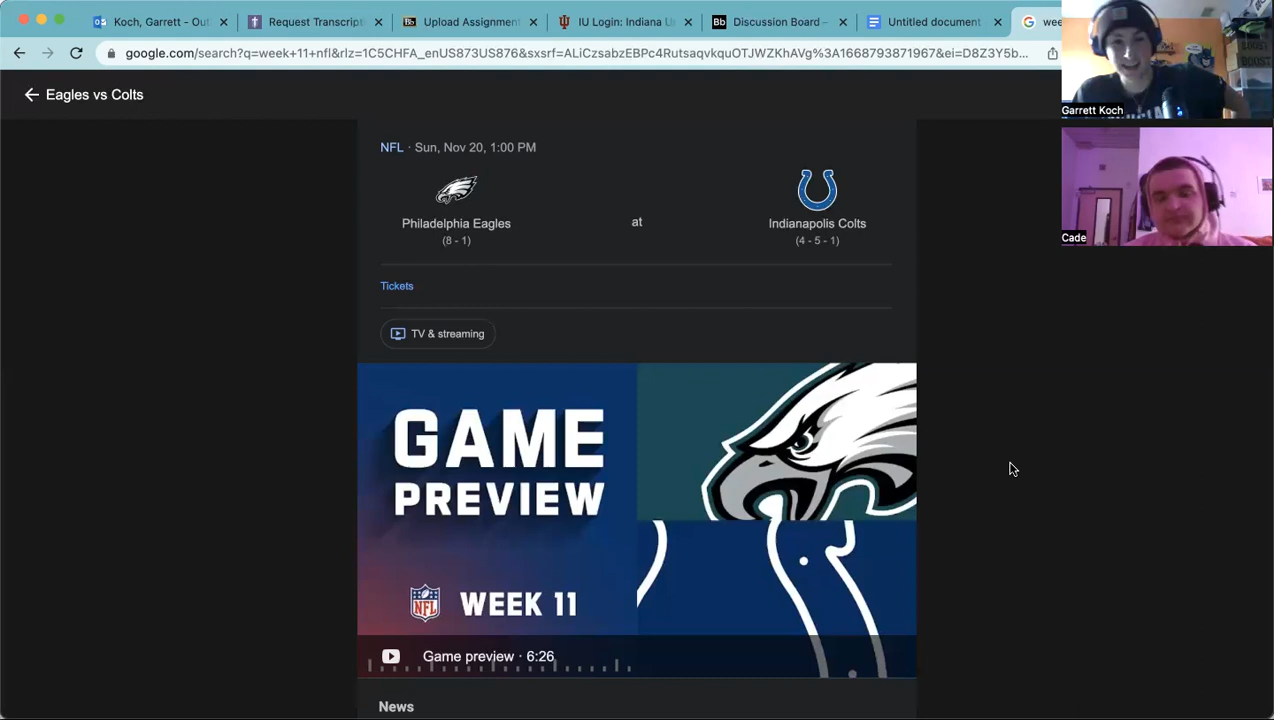 Koch, Garrett - Out
Request Transcript
Upload Assignment
IU Login: Indiana Un
Discussion Board –
Untitled document
wee
google.com/search?q=week+11+nfl&rlz=1C5CHFA_enUS873US876&sxsrf=ALiCzsabzEBPc4RutsaqvkquOTJWZKhAVg%3A1668793871967&ei=D8Z3Y5b...
Eagles vs Colts
Garrett Koch
Cade
NFL · Sun, Nov 20, 1:00 PM
Philadelphia Eagles
at
Indianapolis Colts
(8 - 1)
(4 - 5 - 1)
Tickets
TV & streaming
GAME
PREVIEW
NFL
WEEK 11
Game preview · 6:26
News